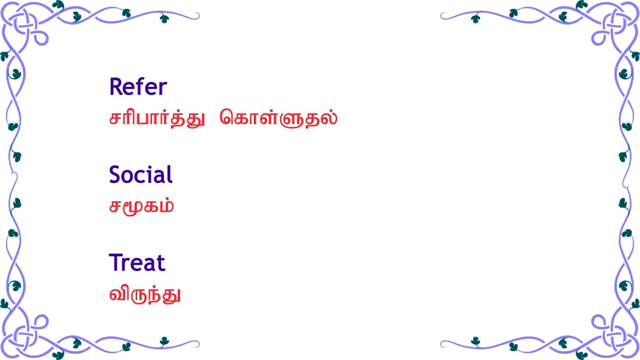 Refer
சரிபார்த்து கொள்ளுதல்
Social
சமூகம்
Treat
விருந்து